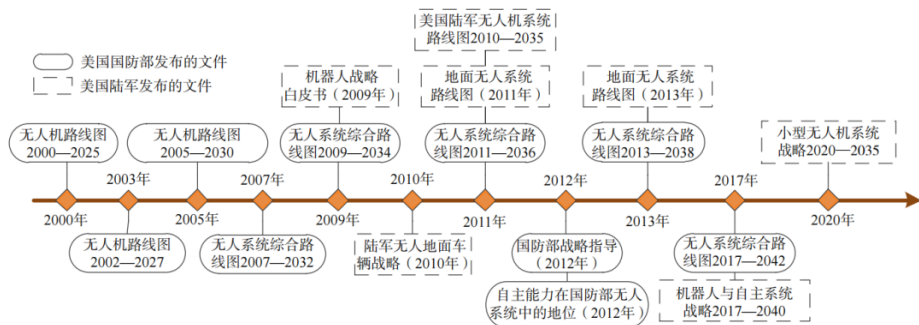 美国国防部发布的文件
美国陆军发布的文件
美国陆军无人机系统
路线图2010—2035
机器人战略
白皮书(2009年)
地面无人系统
路线图(2011年)
地面无人系统
路线图(2013年)
无人机路线图
2000—2025
无人机路线图
2005—2030
无人系统综合路
线图2009—2034
无人系统综合路
线图2011—2036
无人系统综合路
线图2013—2038
小型无人机系统
战略2020—2035
2003年
2007年
2010年
2012年
2017年
2000年
2005年
2009年
2011年
2013年
2020年
无人机路线图
2002—2027
无人系统综合路
线图2007—2032
陆军无人地面车
辆战略(2010年)
国防部战略指导
(2012年)
无人系统综合路
线图2017—2042
自主能力在国防部无人
系统中的地位(2012年)
机器人与自主系统
战略2017—2040